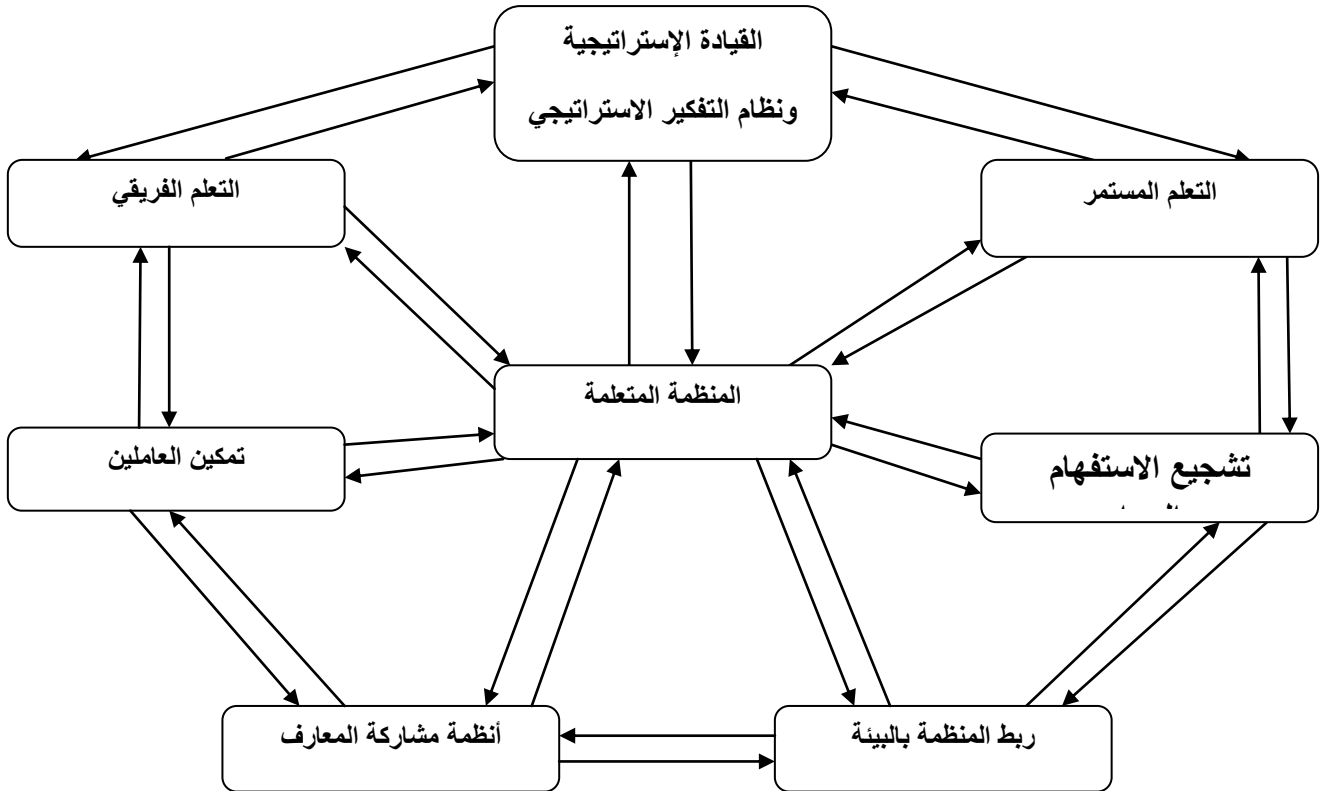 القيادة الإستراتيجية
ونظام التفكير الاستراتيجي
التعلم المستمر
التعلم الفريقي
المنظمة المتعلمة
تشجيع الاستفهام
تمكين العاملين
ربط المنظمة بالبيئة
أنظمة مشاركة المعارف